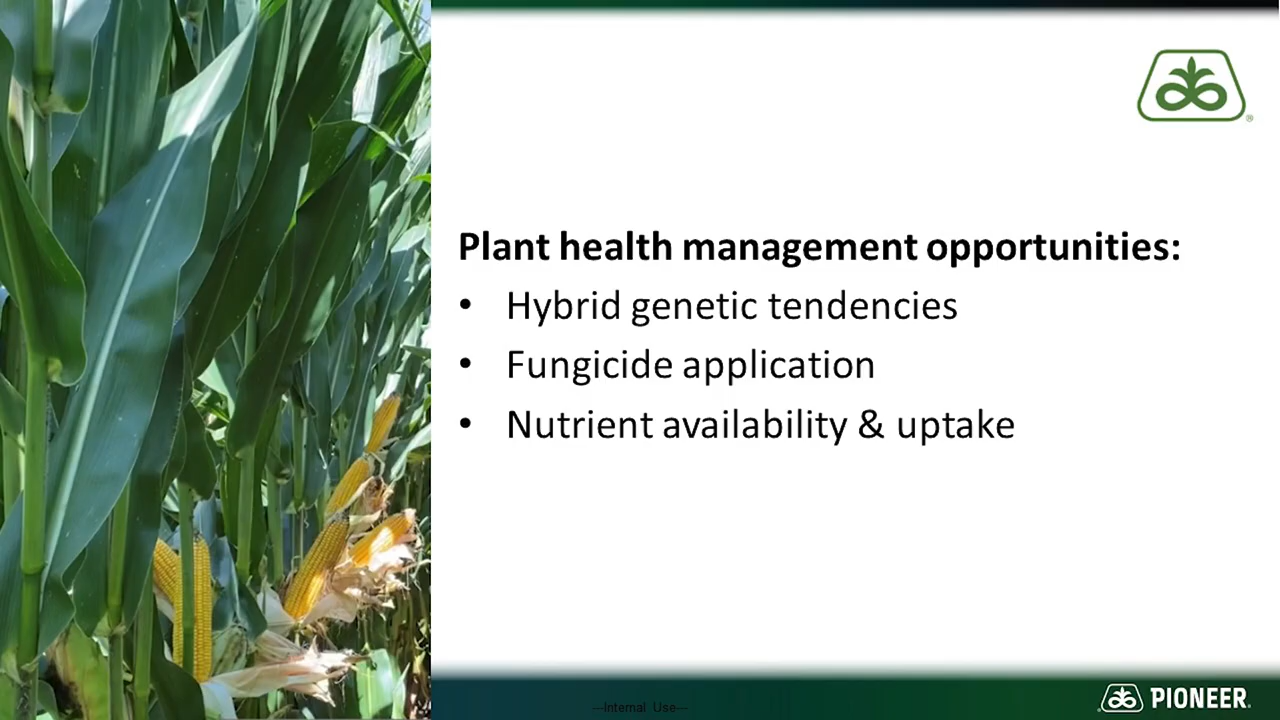 Plant health management opportunities:
• Hybrid genetic tendencies
• Fungicide application
• Nutrient availability & uptake
---Internal Use---
PIONEER®